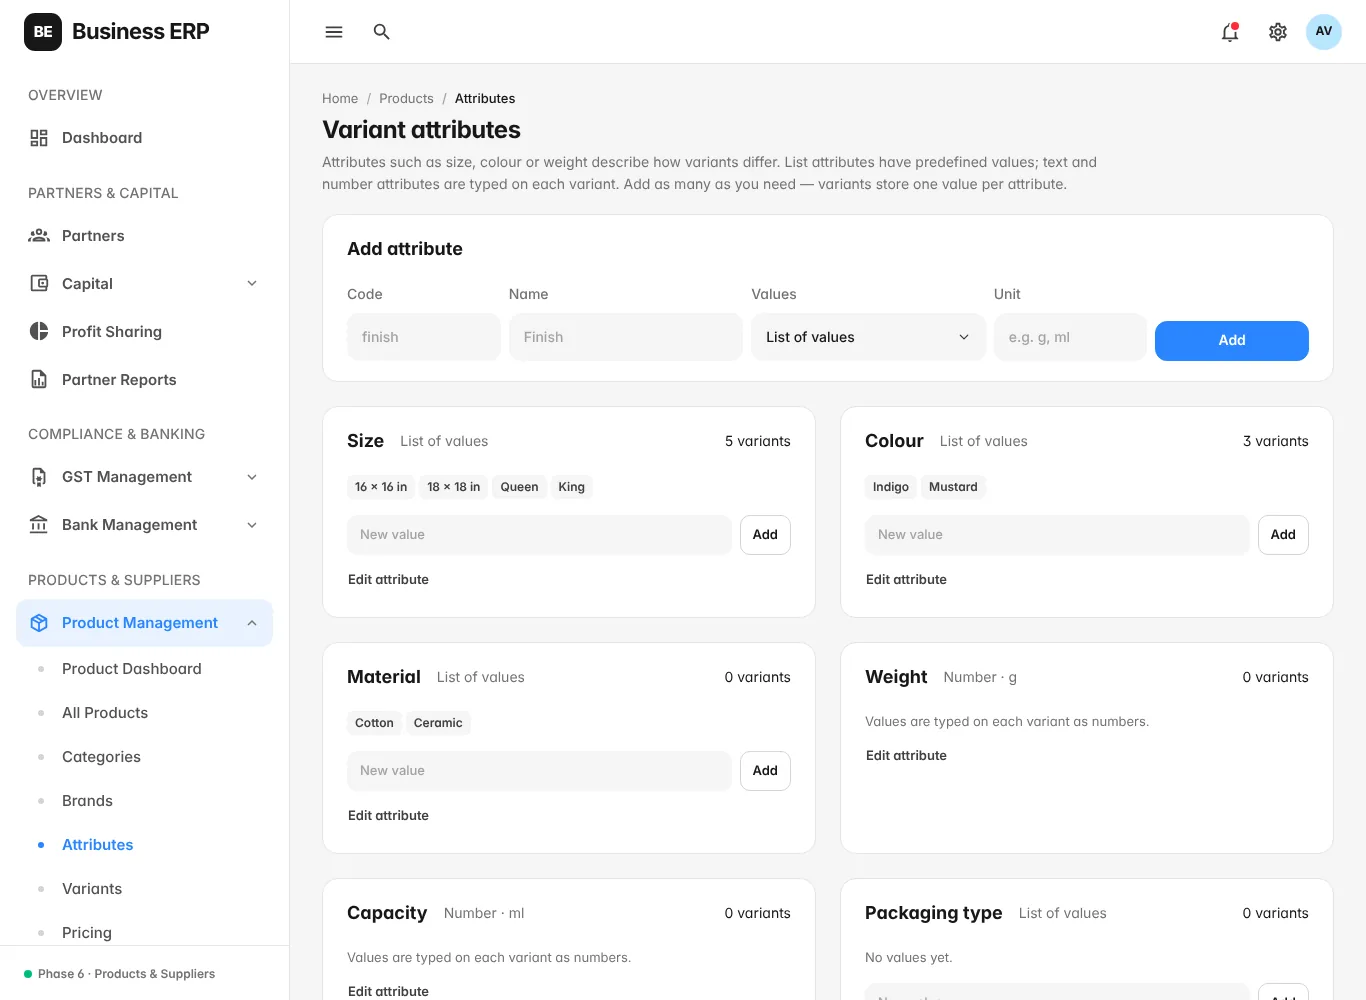 BE Business ERP
AV
OVERVIEW
Dashboard
PARTNERS & CAPITAL
Partners
Capital
Profit Sharing
Partner Reports
COMPLIANCE & BANKING
GST Management
Bank Management
PRODUCTS & SUPPLIERS
Product Management
Product Dashboard
All Products
Categories
Brands
Attributes
Variants
Pricing
Phase 6 · Products & Suppliers
Home / Products / Attributes
Variant attributes
Attributes such as size, colour or weight describe how variants differ. List attributes have predefined values; text and
number attributes are typed on each variant. Add as many as you need — variants store one value per attribute.
Add attribute
Code Name Values Unit
finish Finish List of values e.g. g, ml Add
Size List of values 5 variants
16 × 16 in 18 × 18 in Queen King
New value Add
Edit attribute
Colour List of values 3 variants
Indigo Mustard
New value Add
Edit attribute
Material List of values 0 variants
Cotton Ceramic
New value Add
Edit attribute
Weight Number · g 0 variants
Values are typed on each variant as numbers.
Edit attribute
Capacity Number · ml 0 variants
Values are typed on each variant as numbers.
Edit attribute
Packaging type List of values 0 variants
No values yet.
New value Add